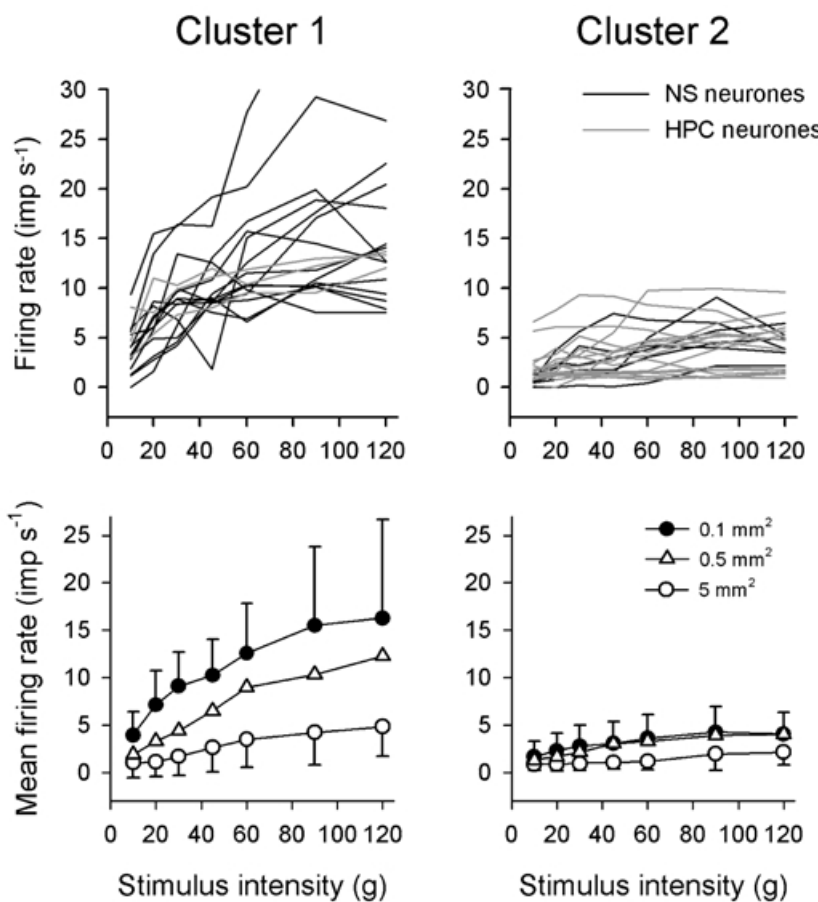 Cluster 1
Cluster 2
30
25
20
15
10
5
0
Firing rate (imp s-1)
20 40 60 80 100 120
30
25
20
15
10
5
0
0 20 40 60 80 100 120
NS neurones
HPC neurones
25
20
15
10
5
0
Mean firing rate (imp s-1)
0 20 40 60 80 100 120
Stimulus intensity (g)
25
20
15
10
5
0
0 20 40 60 80 100 120
Stimulus intensity (g)
0.1 mm2
0.5 mm2
5 mm2